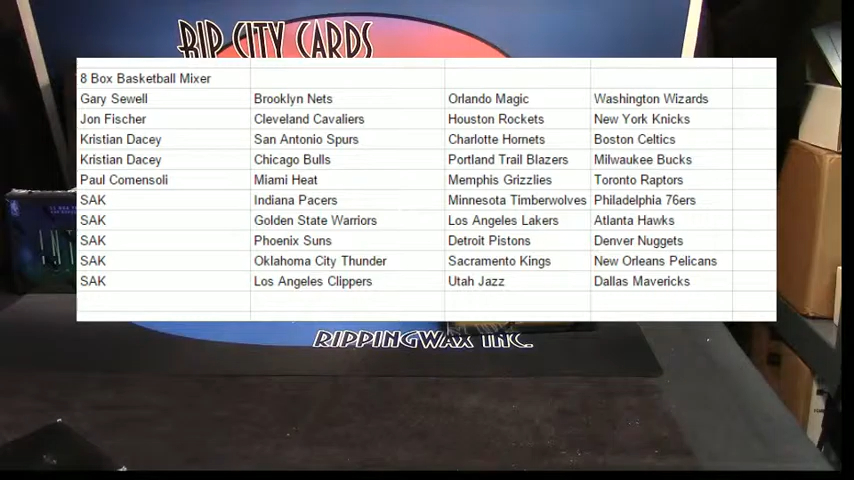 RIP CITY CARDS
8 Box Basketball Mixer
Gary Sewell Brooklyn Nets Orlando Magic Washington Wizards
Jon Fischer Cleveland Cavaliers Houston Rockets New York Knicks
Kristian Dacey San Antonio Spurs Charlotte Hornets Boston Celtics
Kristian Dacey Chicago Bulls Portland Trail Blazers Milwaukee Bucks
Paul Comensoli Miami Heat Memphis Grizzlies Toronto Raptors
SAK Indiana Pacers Minnesota Timberwolves Philadelphia 76ers
SAK Golden State Warriors Los Angeles Lakers Atlanta Hawks
SAK Phoenix Suns Detroit Pistons Denver Nuggets
SAK Oklahoma City Thunder Sacramento Kings New Orleans Pelicans
SAK Los Angeles Clippers Utah Jazz Dallas Mavericks
RIPPINGWAX INC.